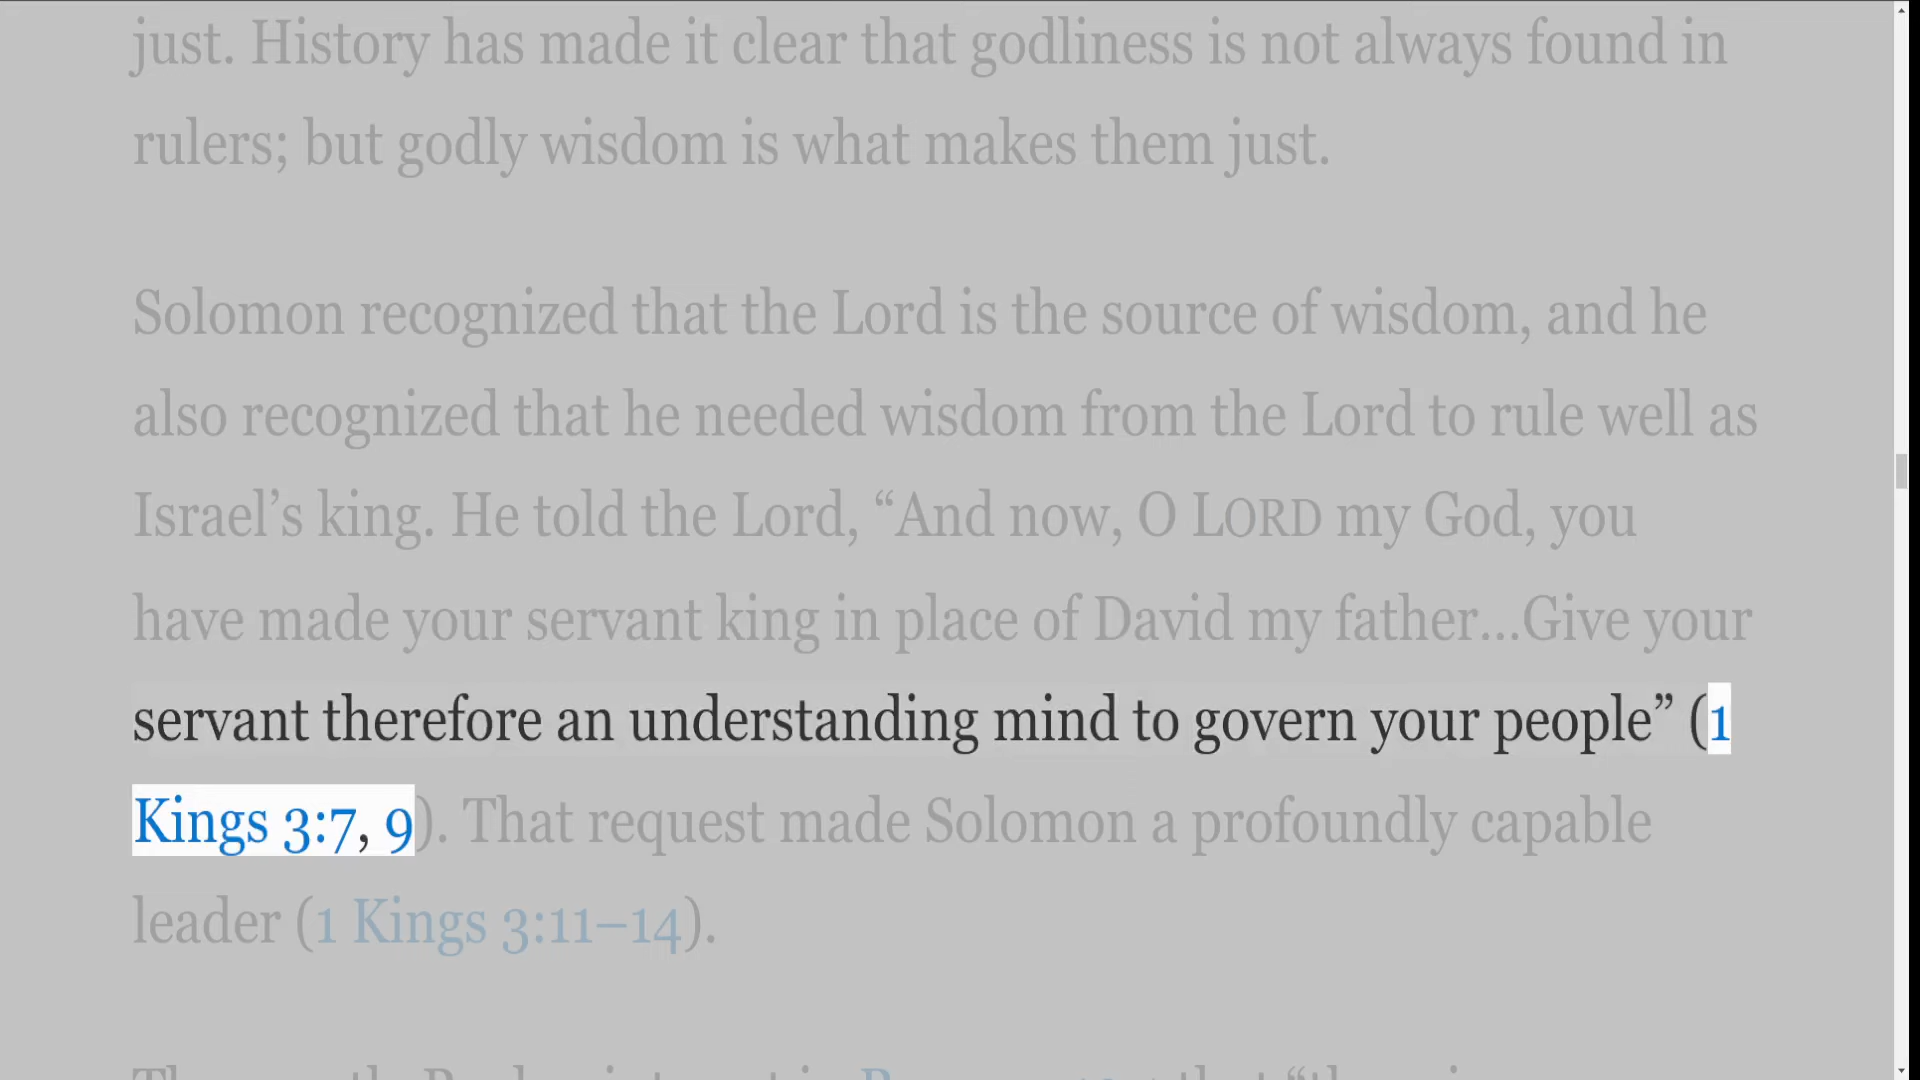 just. History has made it clear that godliness is not always found in
rulers; but godly wisdom is what makes them just.
Solomon recognized that the Lord is the source of wisdom, and he
also recognized that he needed wisdom from the Lord to rule well as
Israel’s king. He told the Lord, “And now, O LORD my God, you
have made your servant king in place of David my father…Give your
servant therefore an understanding mind to govern your people” (1
Kings 3:7, 9). That request made Solomon a profoundly capable
leader (1 Kings 3:11–14).